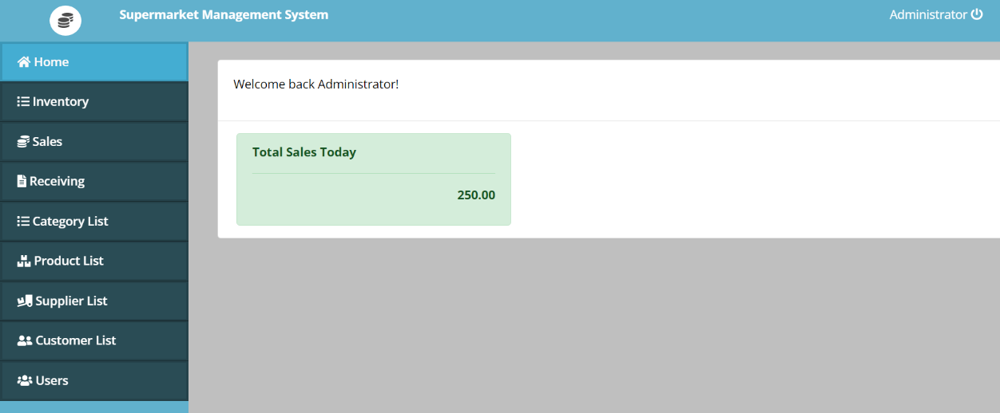 Supermarket Management System
Administrator
Home
Inventory
Sales
Receiving
Category List
Product List
Supplier List
Customer List
Users
Welcome back Administrator!
Total Sales Today
250.00